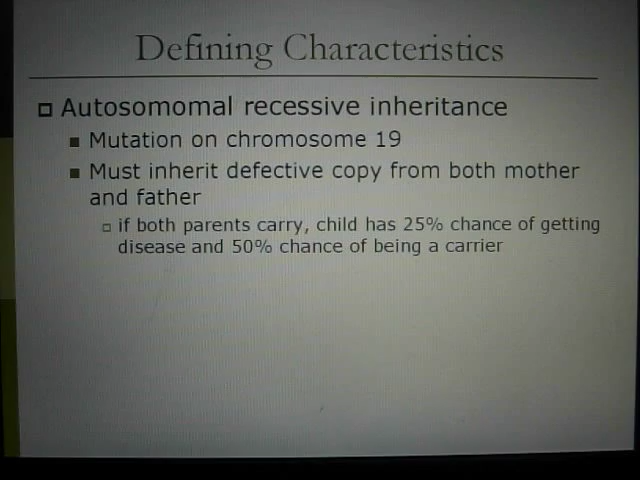 Defining Characteristics
Autosomomal recessive inheritance
Mutation on chromosome 19
Must inherit defective copy from both mother
and father
if both parents carry, child has 25% chance of getting
disease and 50% chance of being a carrier